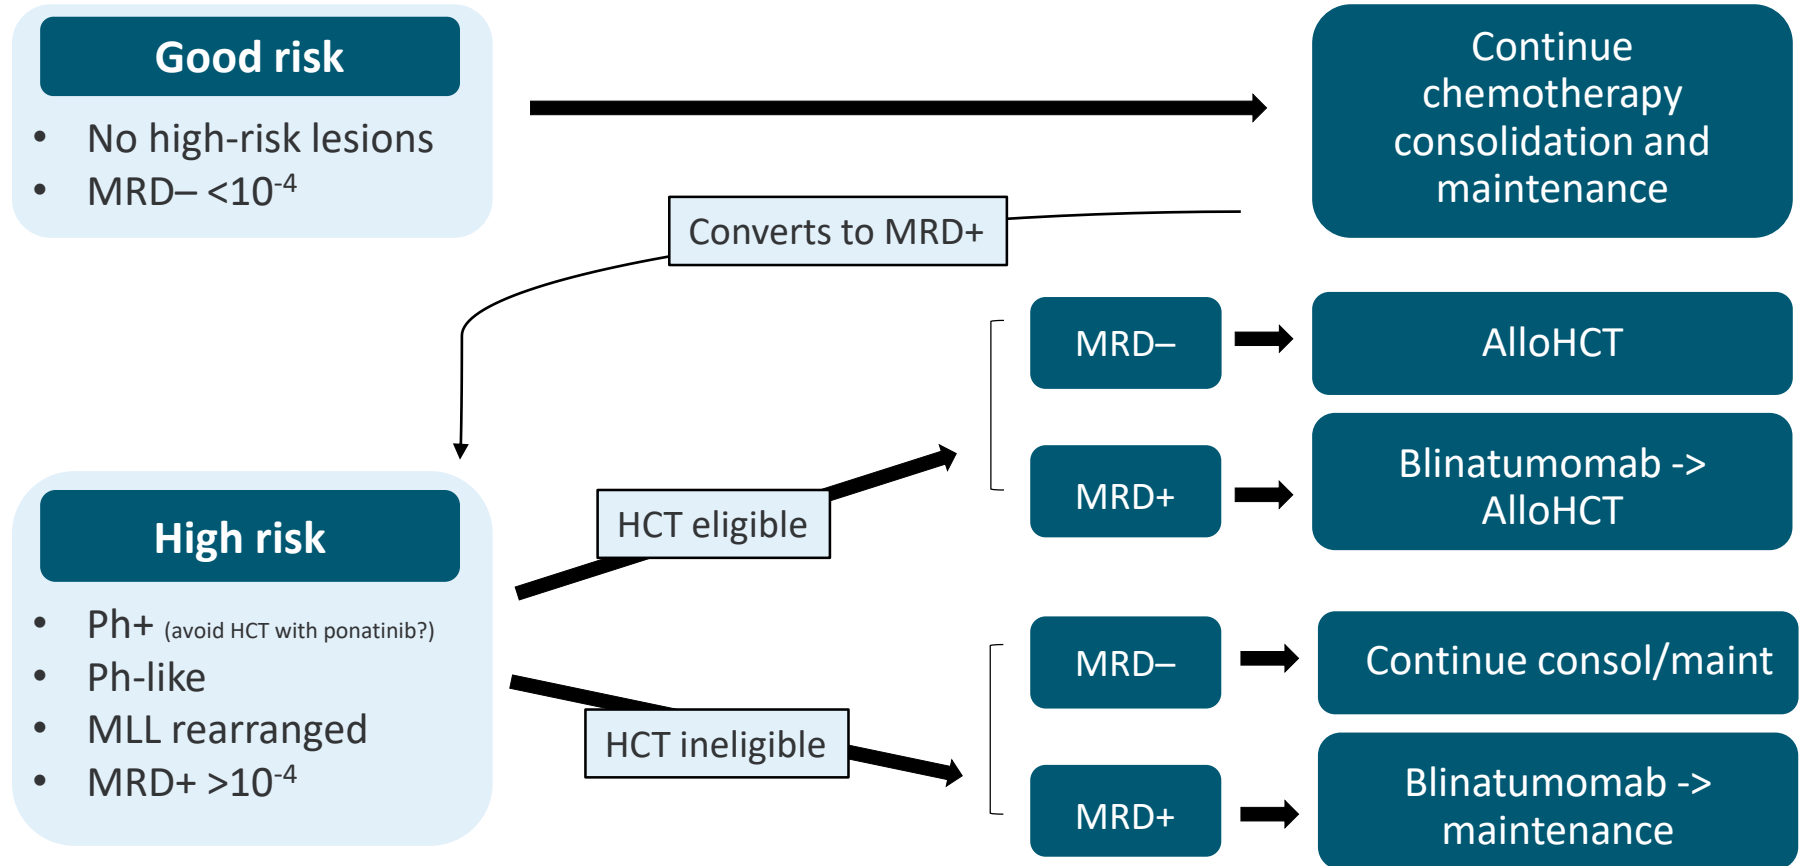 Good risk
• No high-risk lesions
• MRD– <10⁻⁴
Continue
chemotherapy
consolidation and
maintenance
Converts to MRD+
MRD–
AlloHCT
MRD+
Blinatumomab ->
AlloHCT
HCT eligible
High risk
• Ph+ (avoid HCT with ponatinib?)
• Ph-like
• MLL rearranged
• MRD+ >10⁻⁴
HCT ineligible
MRD–
Continue consol/maint
MRD+
Blinatumomab ->
maintenance